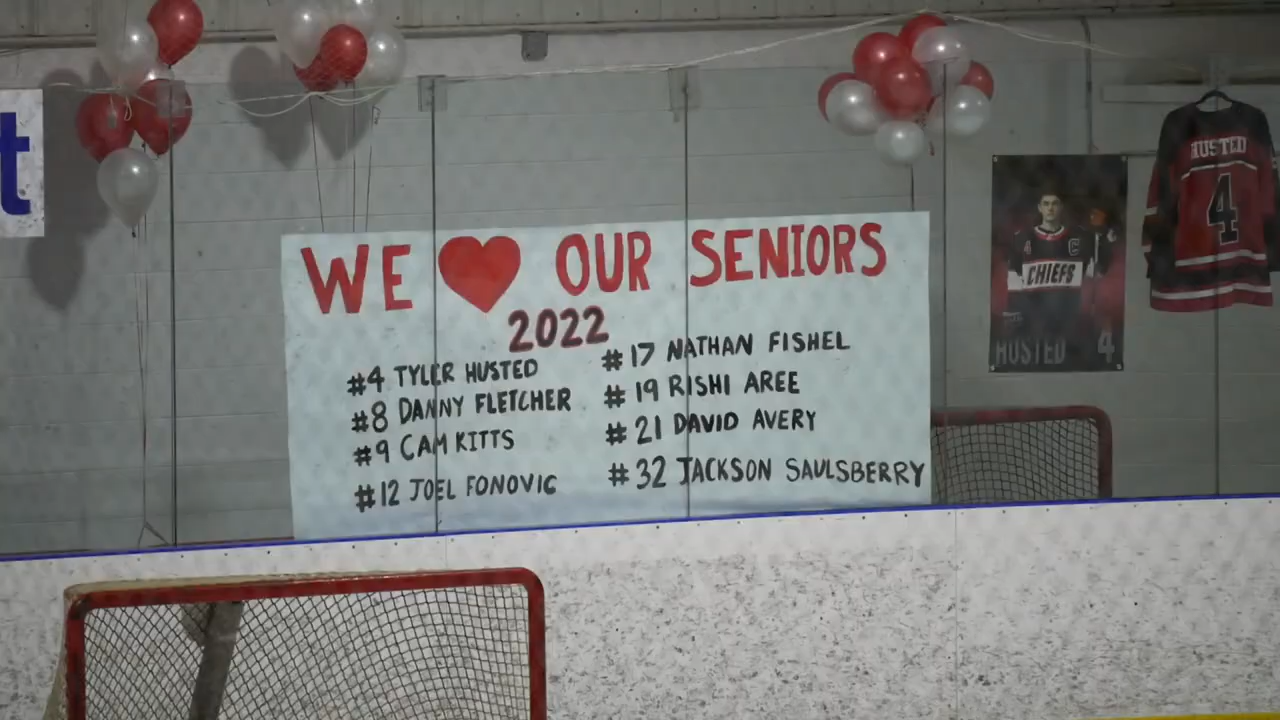 t
WE ❤ OUR SENIORS
2022
#4 TYLER HUSTED
#8 DANNY FLETCHER
#9 CAM KITTS
#12 JOEL FONOVIC
#17 NATHAN FISHEL
#19 RISHI AREE
#21 DAVID AVERY
#32 JACKSON SAULSBERRY
4 C
CHIEFS
HUSTED 4
HUSTED
4